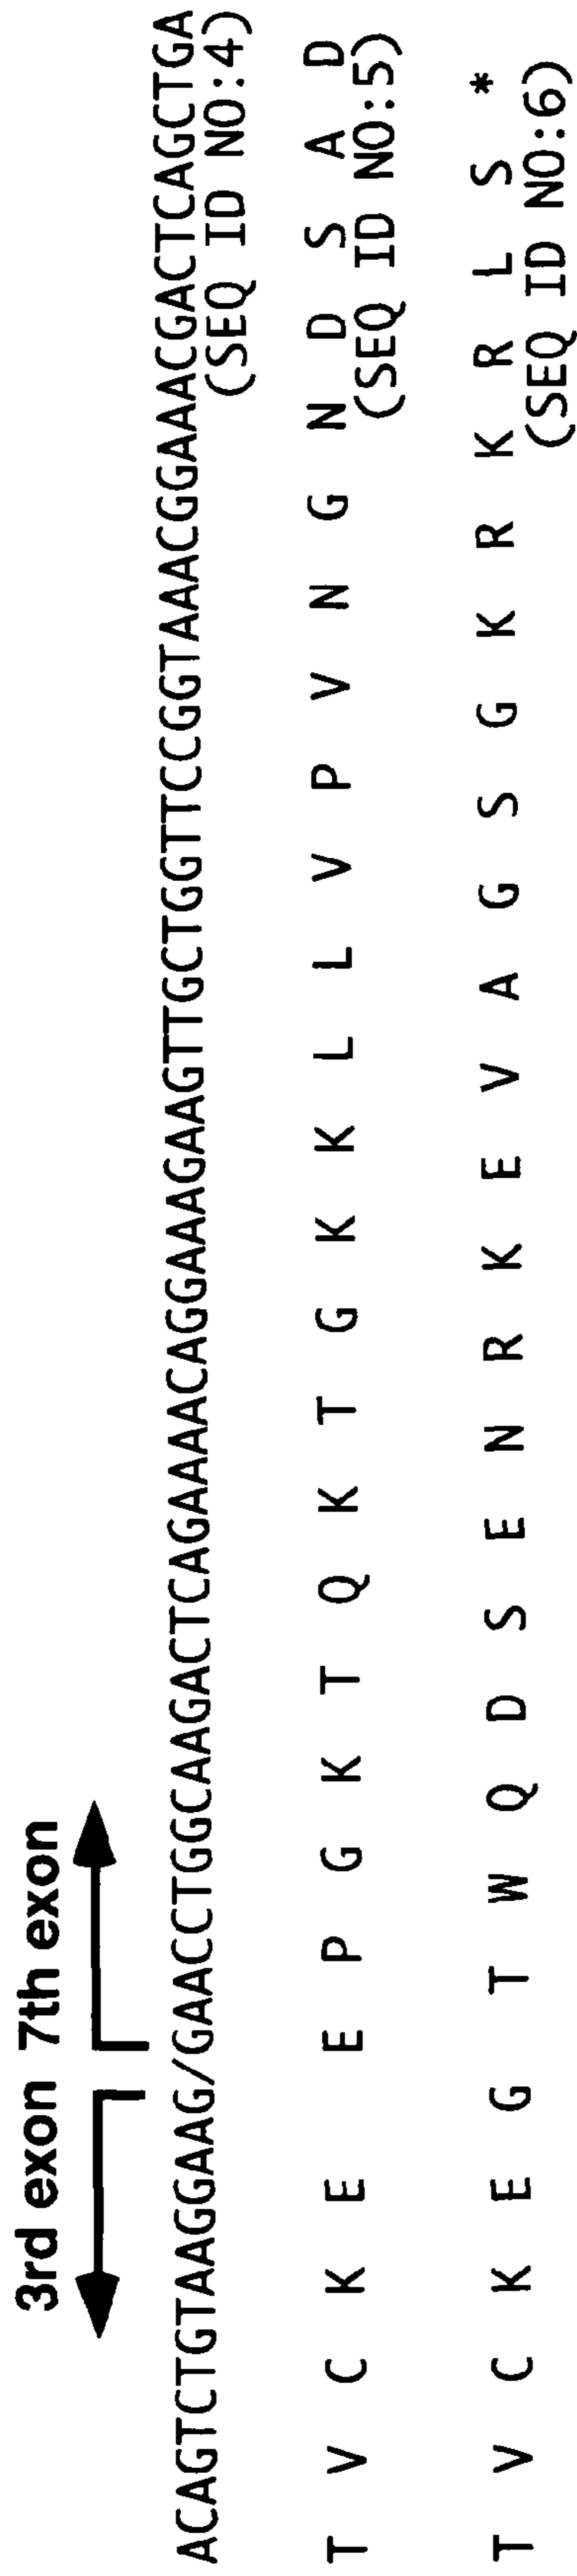 3rd exon 7th exon
ACAGTCTGTAAGGAAG/GAACCTGGCAAGACTCAGAAAACAGGAAAGAAGTTGCTGGTTCCGGTAAACGGAAACGACTCAGCTGA
(SEQ ID NO:4)
T V C K E E P G K T Q K T G K K L L V P V N G N D S A D
(SEQ ID NO:5)
T V C K E G T W Q D S E N R K E V A G S G K R K R L S *
(SEQ ID NO:6)